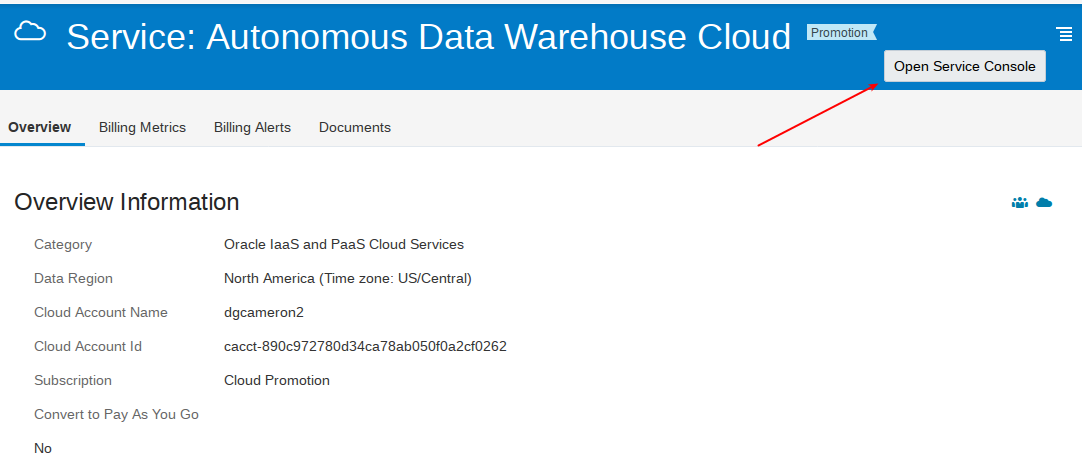 Service: Autonomous Data Warehouse Cloud Promotion
Open Service Console
Overview Billing Metrics Billing Alerts Documents
Overview Information
Category Oracle IaaS and PaaS Cloud Services
Data Region North America (Time zone: US/Central)
Cloud Account Name dgcameron2
Cloud Account Id cacct-890c972780d34ca78ab050f0a2cf0262
Subscription Cloud Promotion
Convert to Pay As You Go
No